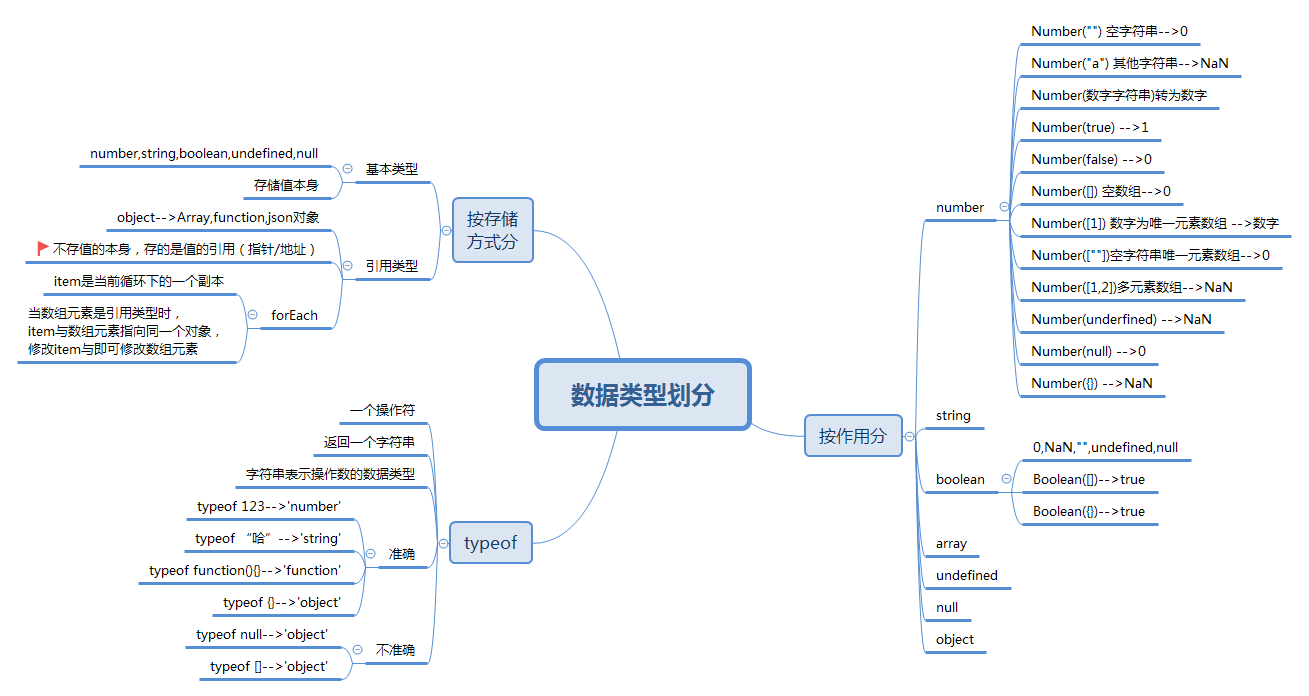 数据类型划分
按存储
方式分
基本类型
number,string,boolean,undefined,null
存储值本身
引用类型
object-->Array,function,json对象
不存值的本身，存的是值的引用（指针/地址）
forEach
item是当前循环下的一个副本
当数组元素是引用类型时，
item与数组元素指向同一个对象，
修改item与即可修改数组元素
typeof
一个操作符
返回一个字符串
字符串表示操作数的数据类型
准确
typeof 123-->'number'
typeof “哈”-->'string'
typeof function(){}-->'function'
typeof {}-->'object'
不准确
typeof null-->'object'
typeof []-->'object'
按作用分
number
Number("") 空字符串-->0
Number("a") 其他字符串-->NaN
Number(数字字符串)转为数字
Number(true) -->1
Number(false) -->0
Number([]) 空数组-->0
Number([1]) 数字为唯一元素数组 -->数字
Number([""])空字符串唯一元素数组-->0
Number([1,2])多元素数组-->NaN
Number(underfined) -->NaN
Number(null) -->0
Number({}) -->NaN
string
boolean
0,NaN,"",undefined,null
Boolean([])-->true
Boolean({})-->true
array
undefined
null
object